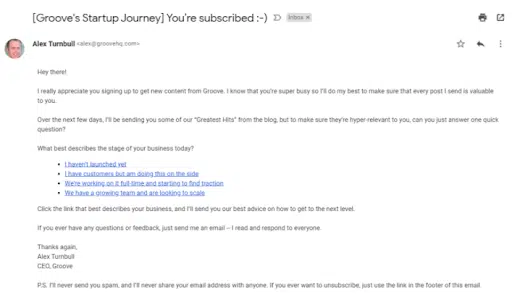 [Groove's Startup Journey] You're subscribed :-) Inbox ×
Alex Turnbull <alex@groovehq.com>
Hey there!
I really appreciate you signing up to get new content from Groove. I know that you're super busy so I'll do my best to make sure that every post I send is valuable
to you.
Over the next few days, I'll be sending you some of our "Greatest Hits" from the blog, but to make sure they're hyper-relevant to you, can you just answer one quick
question?
What best describes the stage of your business today?
• I haven't launched yet
• I have customers but am doing this on the side
• We're working on it full-time and starting to find traction
• We have a growing team and are looking to scale
Click the link that best describes your business, and I'll send you our best advice on how to get to the next level.
If you ever have any questions or feedback, just send me an email – I read and respond to everyone.
Thanks again,
Alex Turnbull
CEO, Groove
P.S. I'll never send you spam, and I'll never share your email address with anyone. If you ever want to unsubscribe, just use the link in the footer of this email.